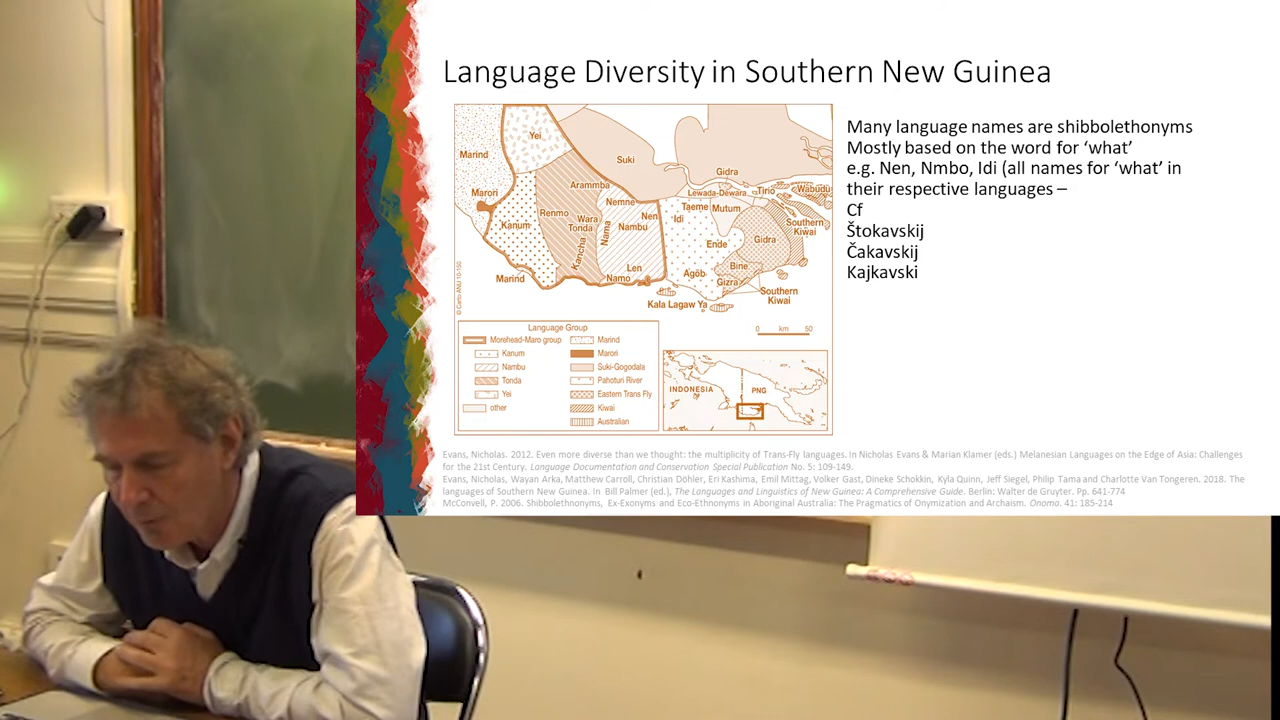 Language Diversity in Southern New Guinea
Many language names are shibbolethonyms
Mostly based on the word for ‘what’
e.g. Nen, Nmbo, Idi (all names for ‘what’ in
their respective languages –
Cf
Štokavskij
Čakavskij
Kajkavski
Yei
Marind
Suki
Gidra
Marori
Arammba
Lewada-Dewara
Tirio
Wabuda
Nemne
Taeme
Mutum
Renmo
Nen
Idi
Southern
Kiwai
Kanum
Wara
Tonda
Nama
Nambu
Ende
Gidra
Kancha
Bine
Len
Agöb
Marind
Namo
Gizra
Southern
Kiwai
Kala Lagaw Ya
© Carto ANU 10-150
km
0 50
Language Group
Morehead-Maro group
Kanum
Nambu
Tonda
Yei
other
Marind
Marori
Suki-Gogodala
Pahoturi River
Eastern Trans Fly
Kiwai
Australian
INDONESIA
PNG
Evans, Nicholas. 2012. Even more diverse than we thought: the multiplicity of Trans-Fly languages. In Nicholas Evans & Marian Klamer (eds.) Melanesian Languages on the Edge of Asia: Challenges
for the 21st Century. Language Documentation and Conservation Special Publication No. 5: 109-149.
Evans, Nicholas, Wayan Arka, Matthew Carroll, Christian Döhler, Eri Kashima, Emil Mittag, Volker Gast, Dineke Schokkin, Kyla Quinn, Jeff Siegel, Philip Tama and Charlotte Van Tongeren. 2018. The
languages of Southern New Guinea. In Bill Palmer (ed.), The Languages and Linguistics of New Guinea: A Comprehensive Guide. Berlin: Walter de Gruyter. Pp. 641-774
McConvell, P. 2006. Shibbolethnonyms, Ex-Exonyms and Eco-Ethnonyms in Aboriginal Australia: The Pragmatics of Onymization and Archaism. Onoma. 41: 185-214